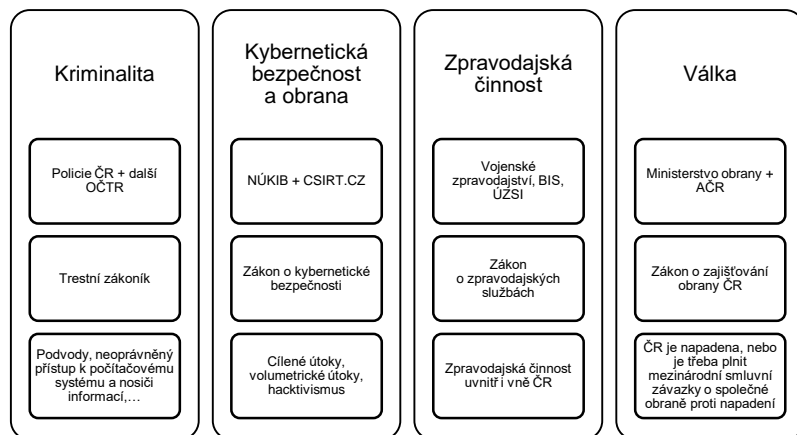 Kriminalita
Policie ČR + další
OČTR
Trestní zákoník
Podvody, neoprávněný
přístup k počítačovému
systému a nosiči
informací,…
Kybernetická
bezpečnost
a obrana
NÚKIB + CSIRT.CZ
Zákon o kybernetické
bezpečnosti
Cílené útoky,
volumetrické útoky,
hacktivismus
Zpravodajská
činnost
Vojenské
zpravodajství, BIS,
ÚZSI
Zákon
o zpravodajských
službách
Zpravodajská činnost
uvnitř i vně ČR
Válka
Ministerstvo obrany +
AČR
Zákon o zajišťování
obrany ČR
ČR je napadena, nebo
je třeba plnit
mezinárodní smluvní
závazky o společné
obraně proti napadení